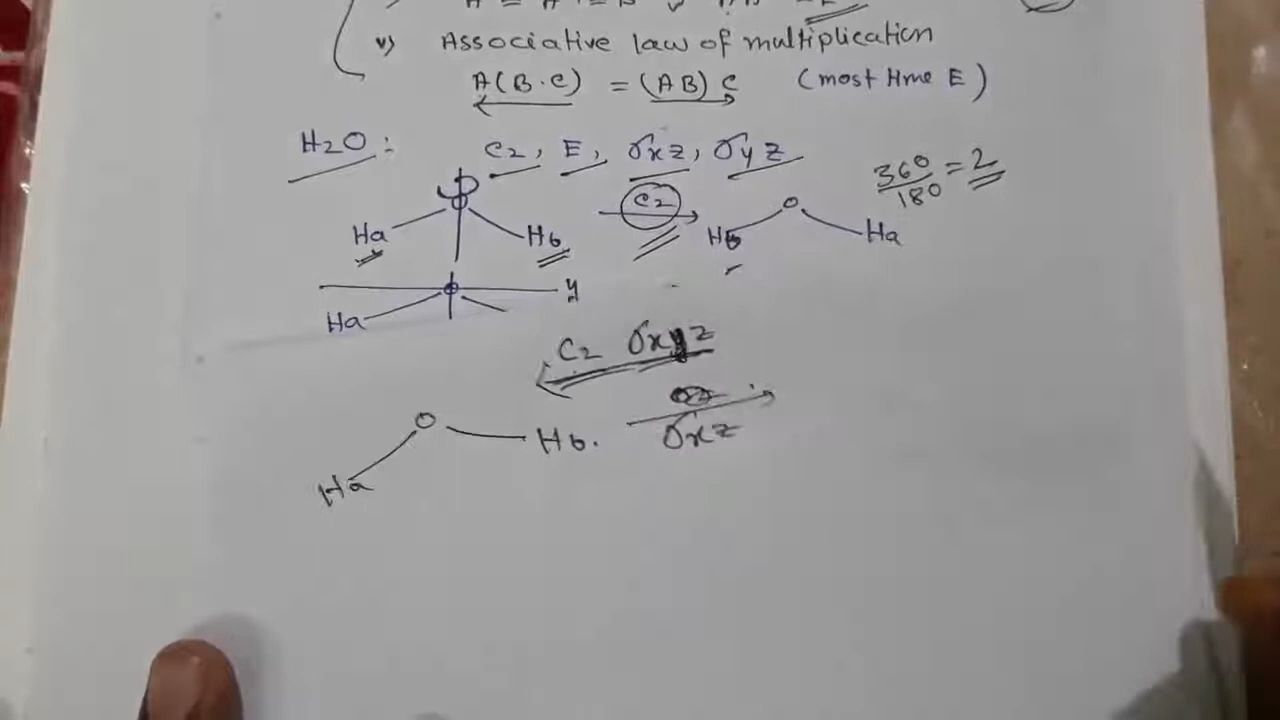 v) Associative law of multiplication
A(B·C) = (AB) C (most time E)
H2O : C2, E, σxz, σyz
360/180 = 2
C2
Ha Hb Hb O Ha
y
Ha
C2 σxyz
O
Ha Hb. σxz